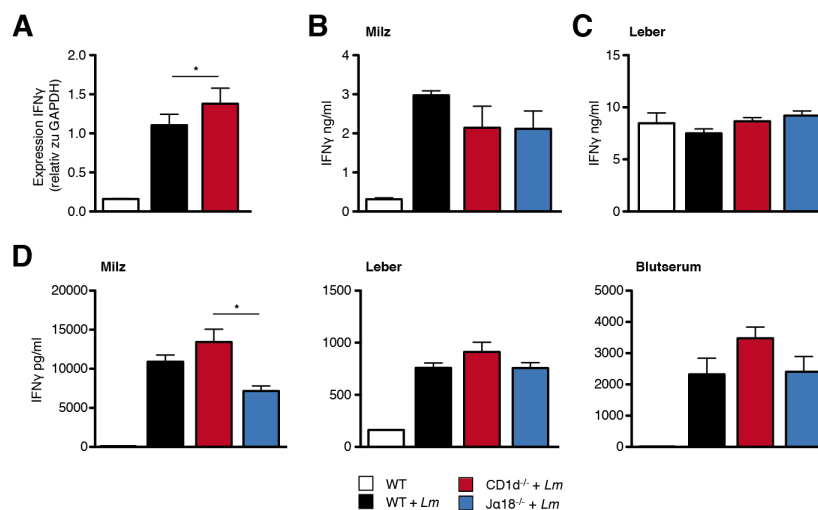 A
Expression IFNγ
(relativ zu GAPDH)
2.0
1.5
1.0
0.5
0.0
*
B
Milz
IFNγ ng/ml
4
3
2
1
0
C
Leber
IFNγ ng/ml
15
10
5
0
D
Milz
IFNγ pg/ml
20000
15000
10000
5000
0
*
Leber
1500
1000
500
0
Blutserum
5000
4000
3000
2000
1000
0
WT
WT + Lm
CD1d-/- + Lm
Jα18-/- + Lm